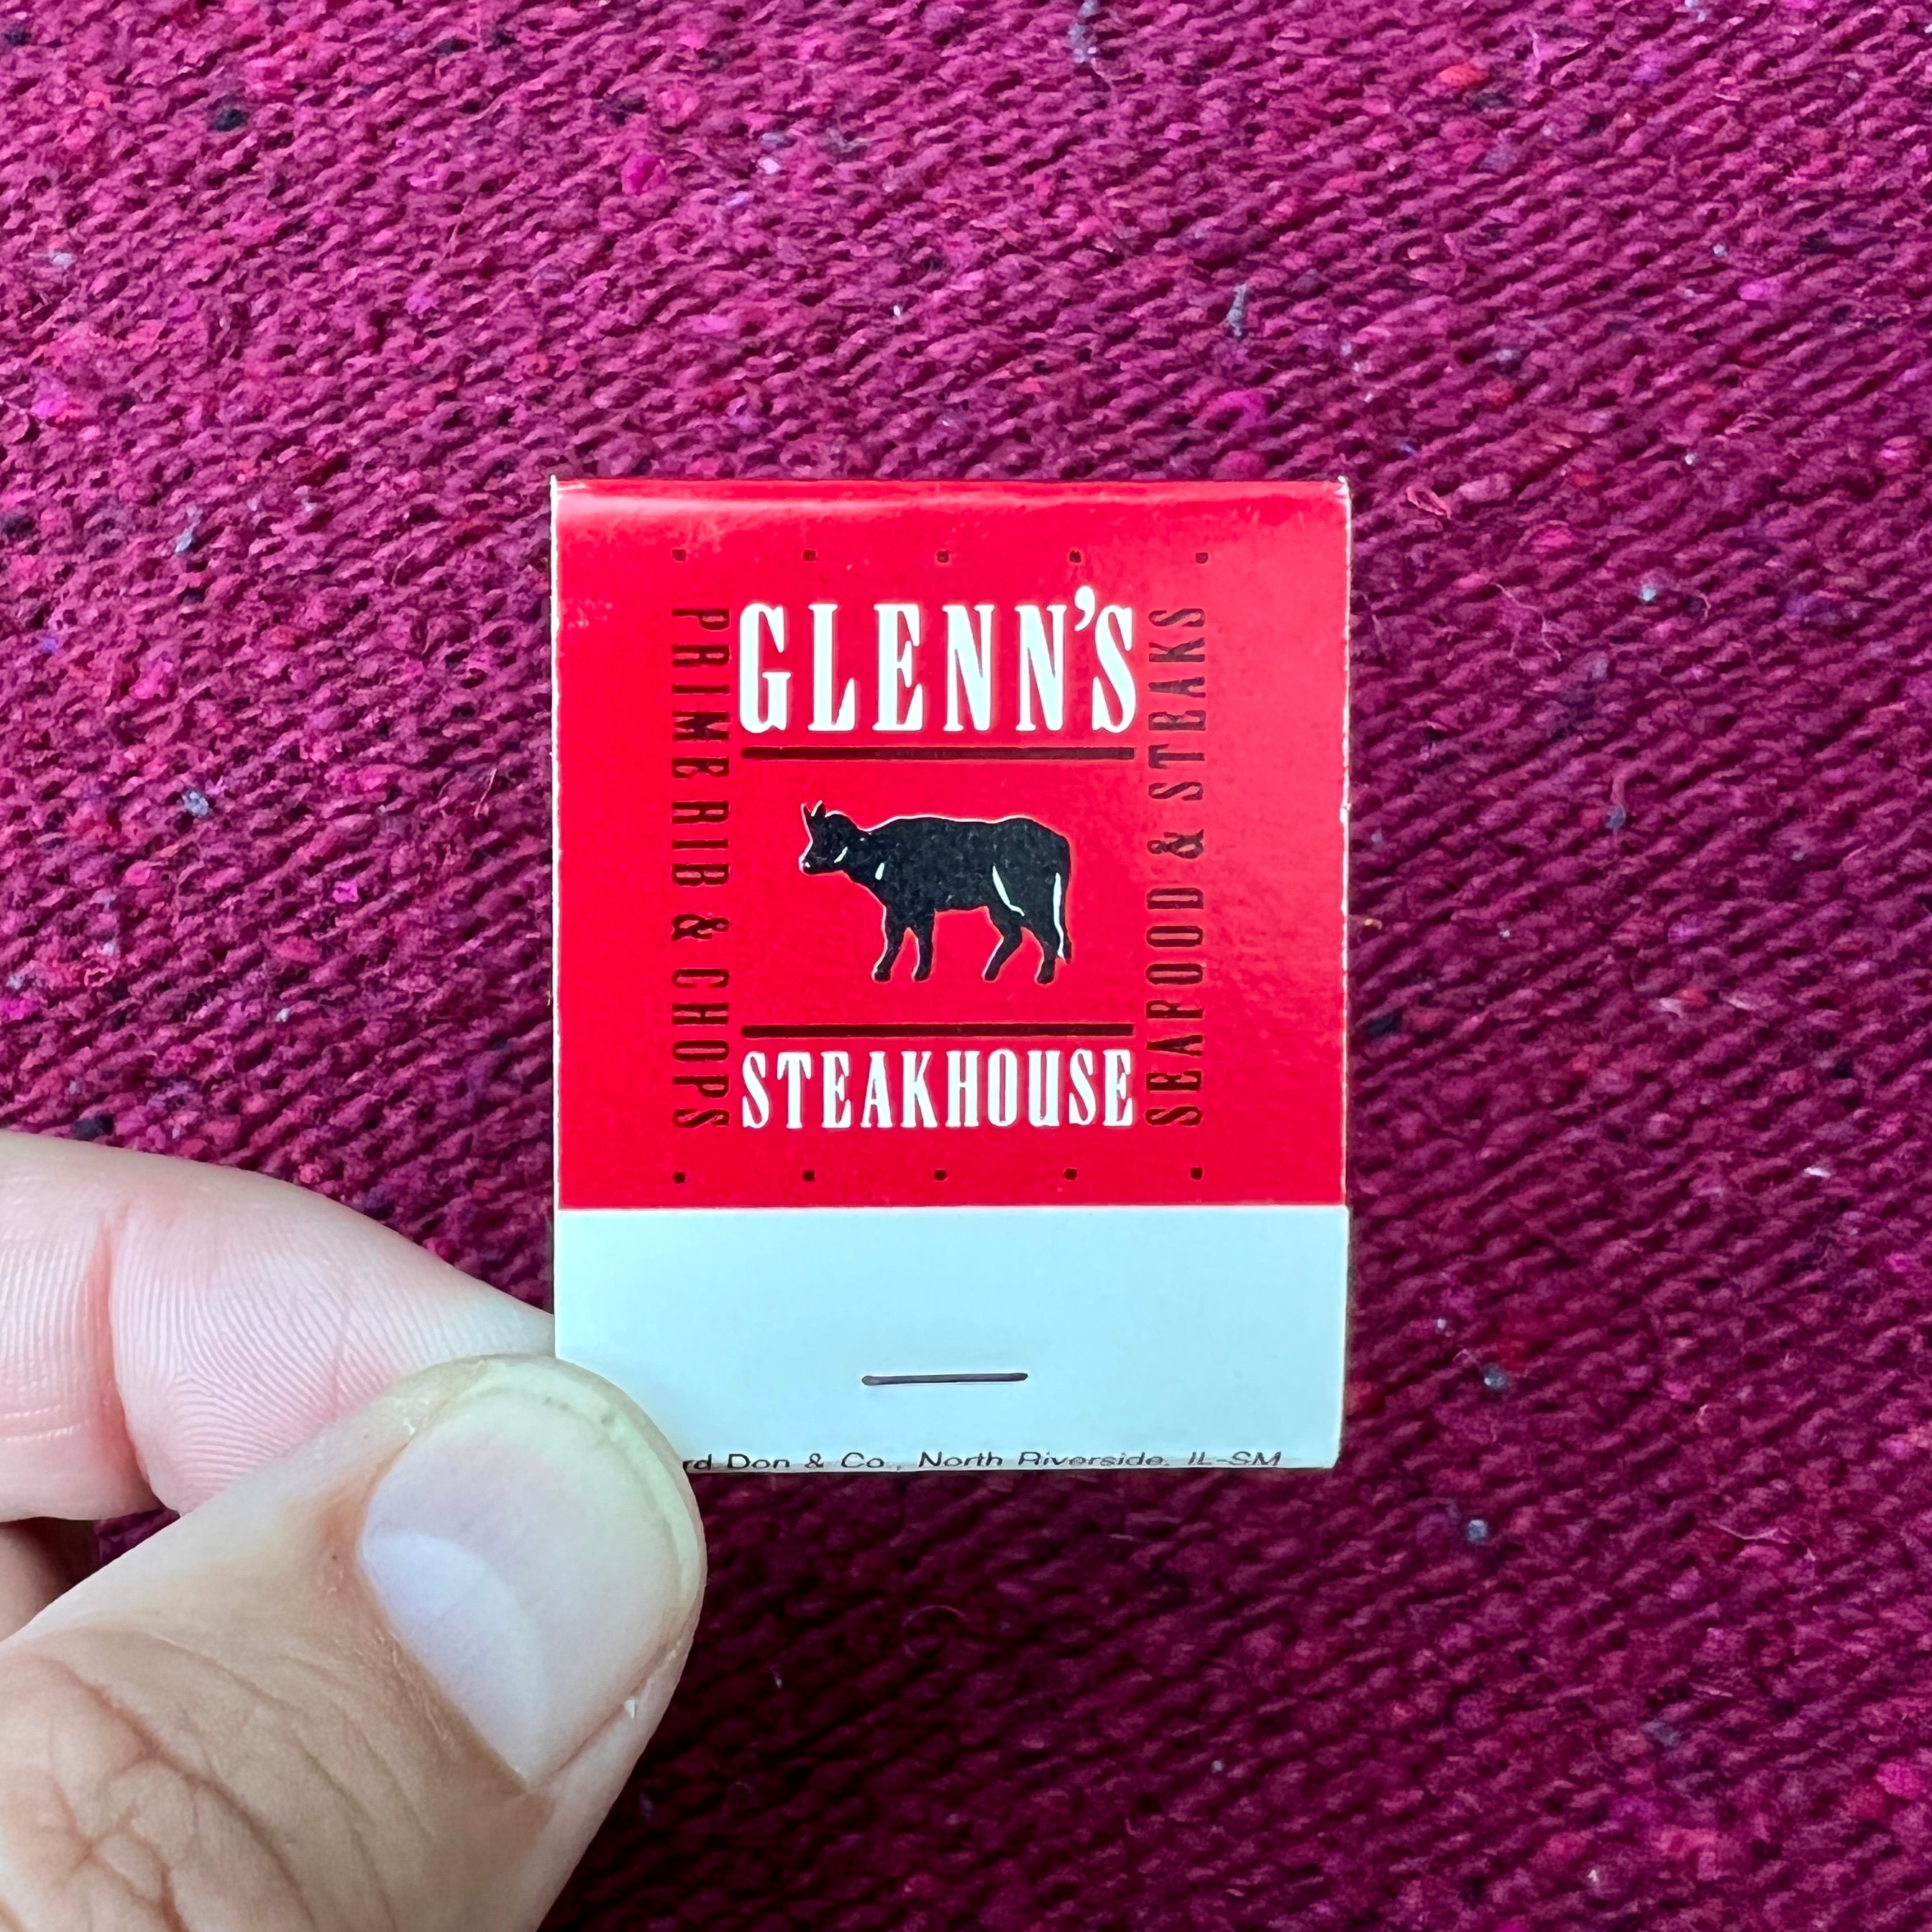 GLENN'S
PRIME RIB & CHOPS
SEAFOOD & STEAKS
STEAKHOUSE
Don & Co., North Riverside, IL-SM